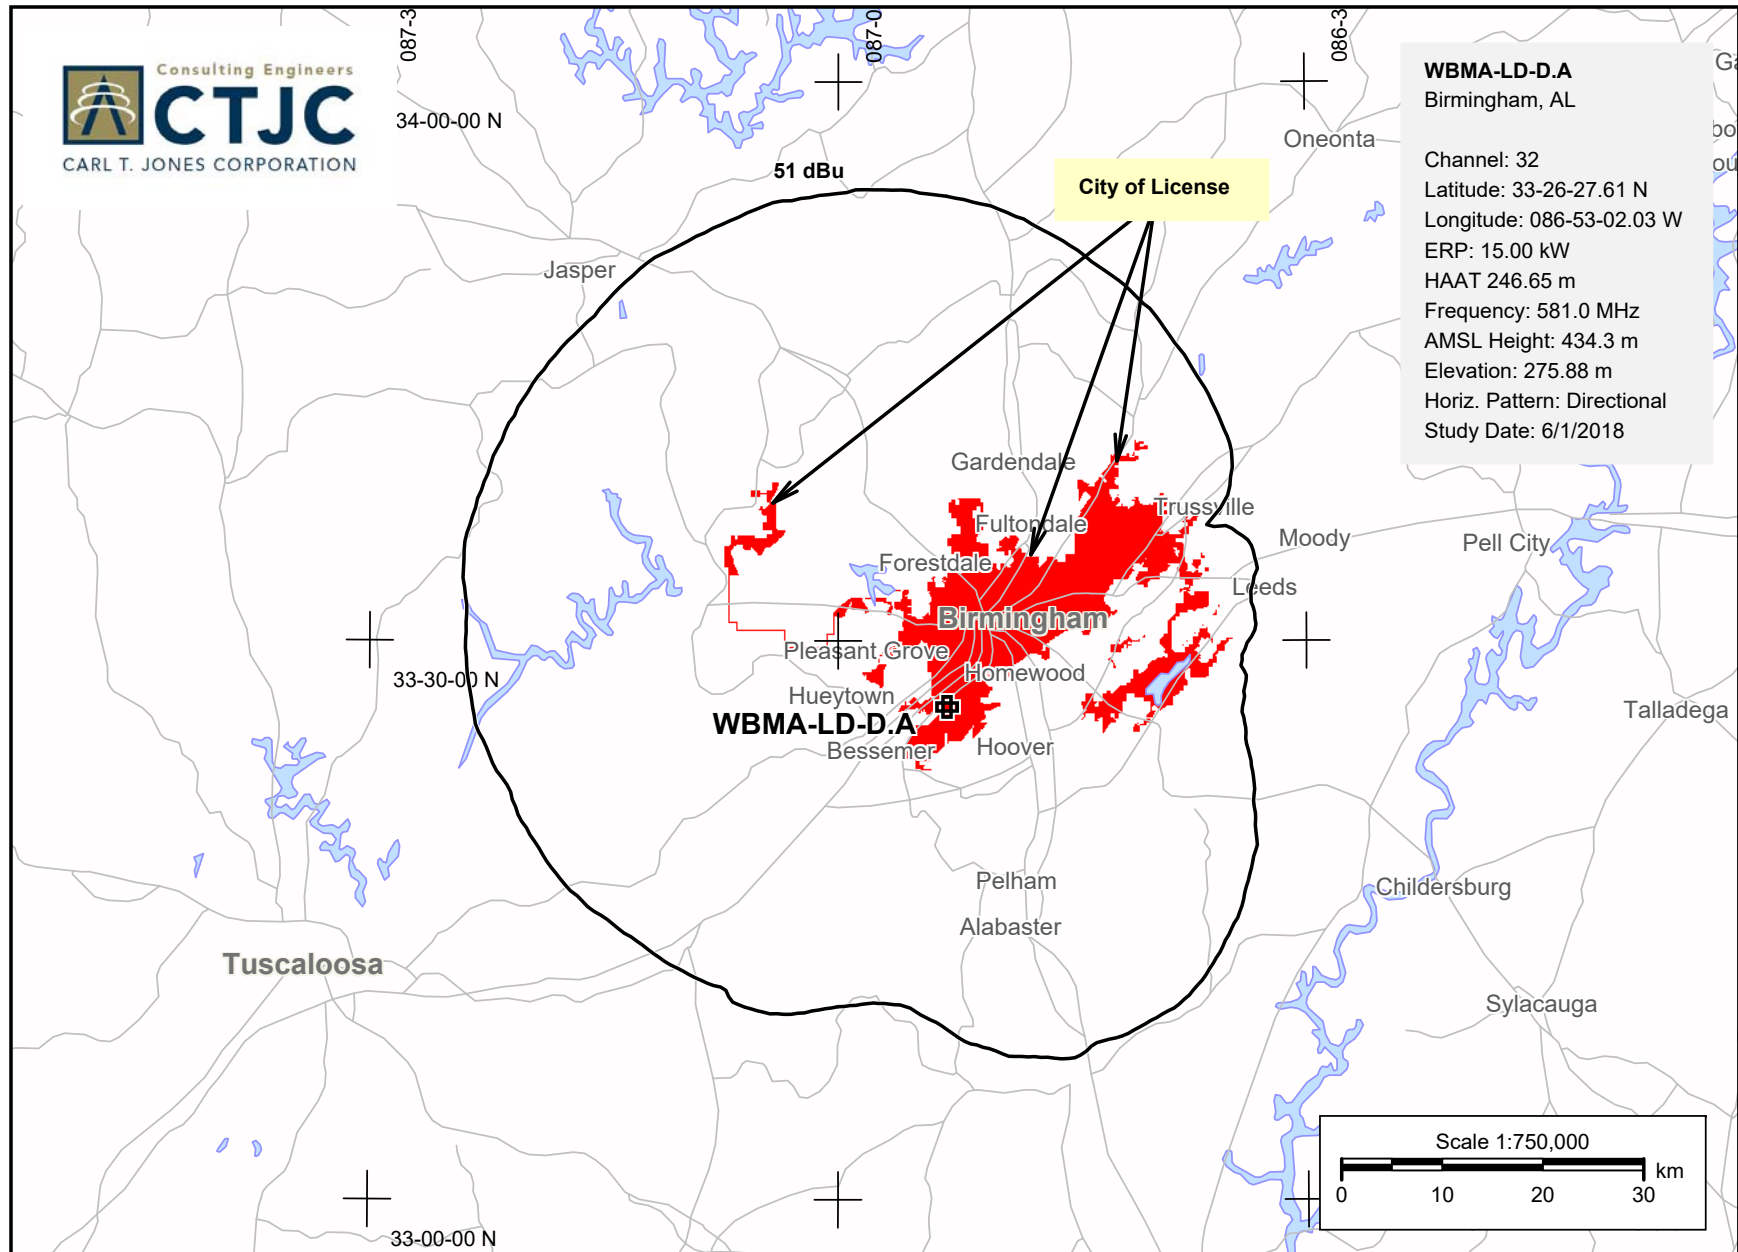 Consulting Engineers
CTJC
CARL T. JONES CORPORATION
087-3
087-0
086-3
34-00-00 N
51 dBu
City of License
WBMA-LD-D.A
Birmingham, AL
Channel: 32
Latitude: 33-26-27.61 N
Longitude: 086-53-02.03 W
ERP: 15.00 kW
HAAT 246.65 m
Frequency: 581.0 MHz
AMSL Height: 434.3 m
Elevation: 275.88 m
Horiz. Pattern: Directional
Study Date: 6/1/2018
Oneonta
Jasper
Gardendale
Trussville
Fultondale
Moody
Pell City
Forestdale
Leeds
Birmingham
Pleasant Grove
Homewood
33-30-00 N
Hueytown
WBMA-LD-D.A
Talladega
Bessemer
Hoover
Pelham
Childersburg
Alabaster
Tuscaloosa
Sylacauga
Scale 1:750,000
km
0 10 20 30
33-00-00 N